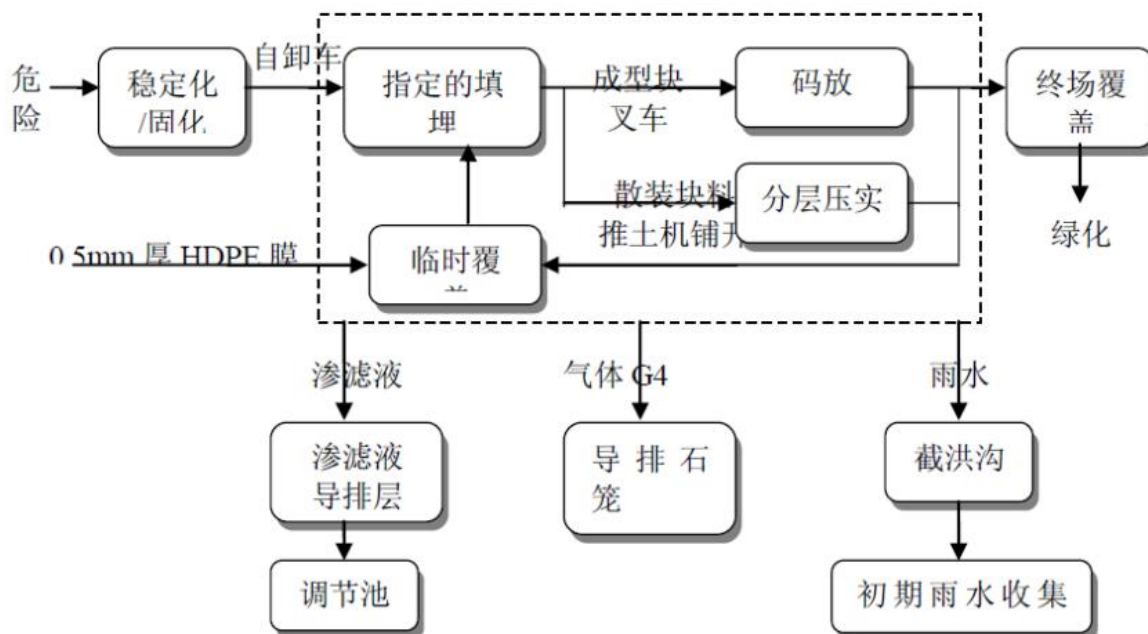 危
险
稳定化
/固化
自卸车
指定的填
埋
成型块
叉车
码放
终场覆
盖
散装块料
推土机铺开
分层压实
绿化
0.5mm 厚 HDPE 膜
临时覆
盖
渗滤液
气体 G4
雨水
渗滤液
导排层
导排石
笼
截洪沟
调节池
初期雨水收集